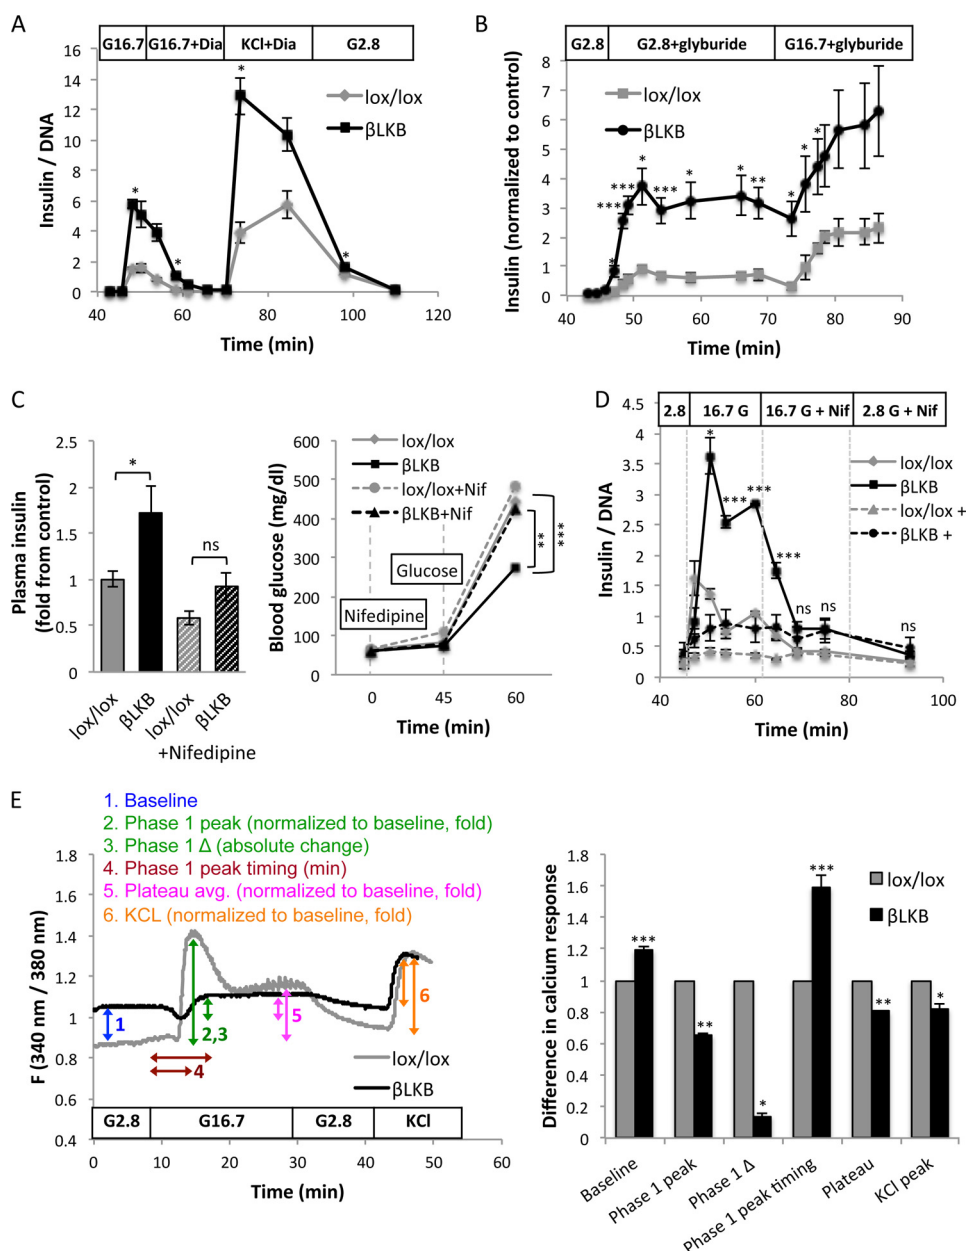 A
G16.7 G16.7+Dia KCl+Dia G2.8
16
14
12
10
8
6
4
2
0
Insulin / DNA
* * * *
lox/lox
βLKB
40 60 80 100 120
Time (min)
B
G2.8 G2.8+glyburide G16.7+glyburide
8
7
6
5
4
3
2
1
0
Insulin (normalized to control)
lox/lox
βLKB
* *** *** * *** * * ** * * *
40 50 60 70 80 90
Time (min)
C
2.5
2
1.5
1
0.5
0
Plasma insulin
(fold from control)
*
ns
lox/lox βLKB lox/lox βLKB
+Nifedipine
600
500
400
300
200
100
0
Blood glucose (mg/dl)
lox/lox
βLKB
lox/lox+Nif
βLKB+Nif
Glucose
Nifedipine
**
***
0 45 60
Time (min)
D
2.8 16.7 G 16.7 G + Nif 2.8 G + Nif
4.5
4
3.5
3
2.5
2
1.5
1
0.5
0
Insulin / DNA
* *** *** *** ns ns ns
lox/lox
βLKB
lox/lox +
βLKB +
40 60 80 100
Time (min)
E
1. Baseline
2. Phase 1 peak (normalized to baseline, fold)
3. Phase 1 Δ (absolute change)
4. Phase 1 peak timing (min)
5. Plateau avg. (normalized to baseline, fold)
6. KCL (normalized to baseline, fold)
1.8
1.6
1.4
1.2
1
0.8
0.6
0.4
F (340 nm / 380 nm)
1
2,3
4
5
6
lox/lox
βLKB
G2.8 G16.7 G2.8 KCl
0 10 20 30 40 50 60
Time (min)
1.8
1.6
1.4
1.2
1
0.8
0.6
0.4
0.2
0
Difference in calcium response
lox/lox
βLKB
*** ** * *** ** *
Baseline
Phase 1 peak
Phase 1 Δ
Phase 1 peak timing
Plateau
KCl peak